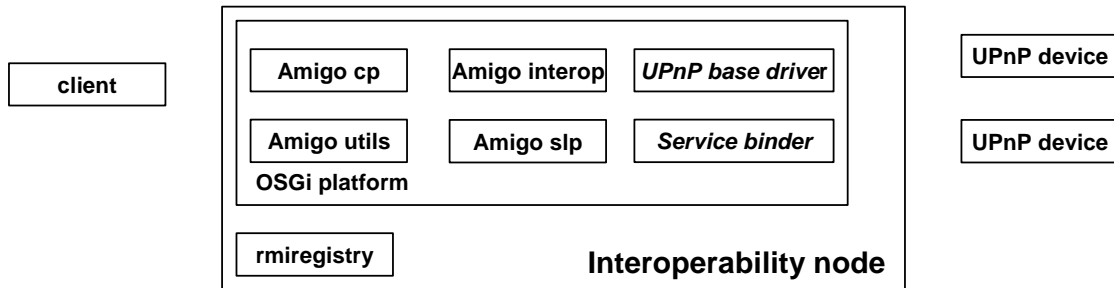 client
Amigo cp
Amigo interop
UPnP base driver
Amigo utils
Amigo slp
Service binder
OSGi platform
rmiregistry
Interoperability node
UPnP device
UPnP device